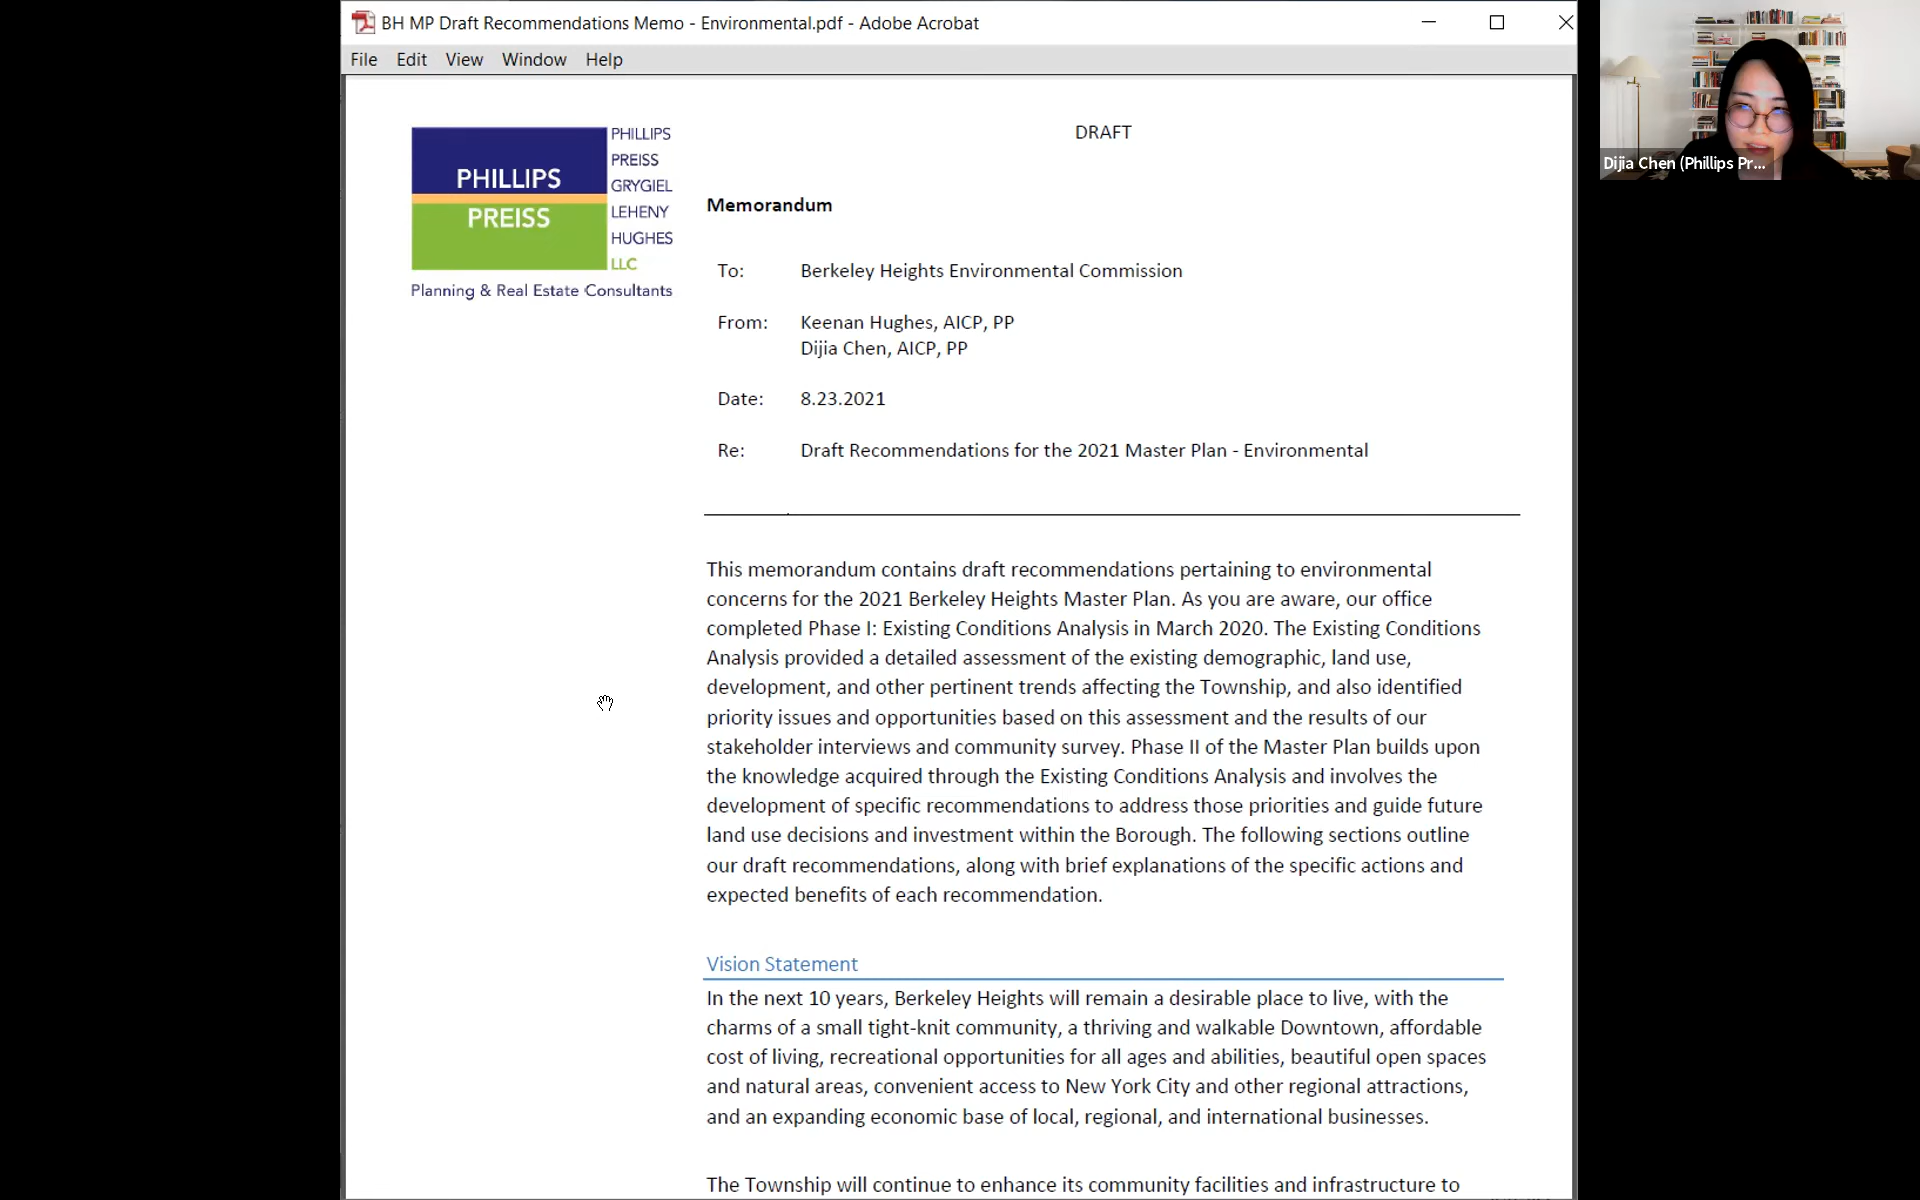 BH MP Draft Recommendations Memo - Environmental.pdf - Adobe Acrobat
File Edit View Window Help
PHILLIPS
PREISS
PHILLIPS
PREISS
GRYGIEL
LEHENY
HUGHES
LLC
Planning & Real Estate Consultants
DRAFT
Memorandum
To: Berkeley Heights Environmental Commission
From: Keenan Hughes, AICP, PP
Dijia Chen, AICP, PP
Date: 8.23.2021
Re: Draft Recommendations for the 2021 Master Plan - Environmental
This memorandum contains draft recommendations pertaining to environmental
concerns for the 2021 Berkeley Heights Master Plan. As you are aware, our office
completed Phase I: Existing Conditions Analysis in March 2020. The Existing Conditions
Analysis provided a detailed assessment of the existing demographic, land use,
development, and other pertinent trends affecting the Township, and also identified
priority issues and opportunities based on this assessment and the results of our
stakeholder interviews and community survey. Phase II of the Master Plan builds upon
the knowledge acquired through the Existing Conditions Analysis and involves the
development of specific recommendations to address those priorities and guide future
land use decisions and investment within the Borough. The following sections outline
our draft recommendations, along with brief explanations of the specific actions and
expected benefits of each recommendation.
Vision Statement
In the next 10 years, Berkeley Heights will remain a desirable place to live, with the
charms of a small tight-knit community, a thriving and walkable Downtown, affordable
cost of living, recreational opportunities for all ages and abilities, beautiful open spaces
and natural areas, convenient access to New York City and other regional attractions,
and an expanding economic base of local, regional, and international businesses.
The Township will continue to enhance its community facilities and infrastructure to
Dijia Chen (Phillips Pr...